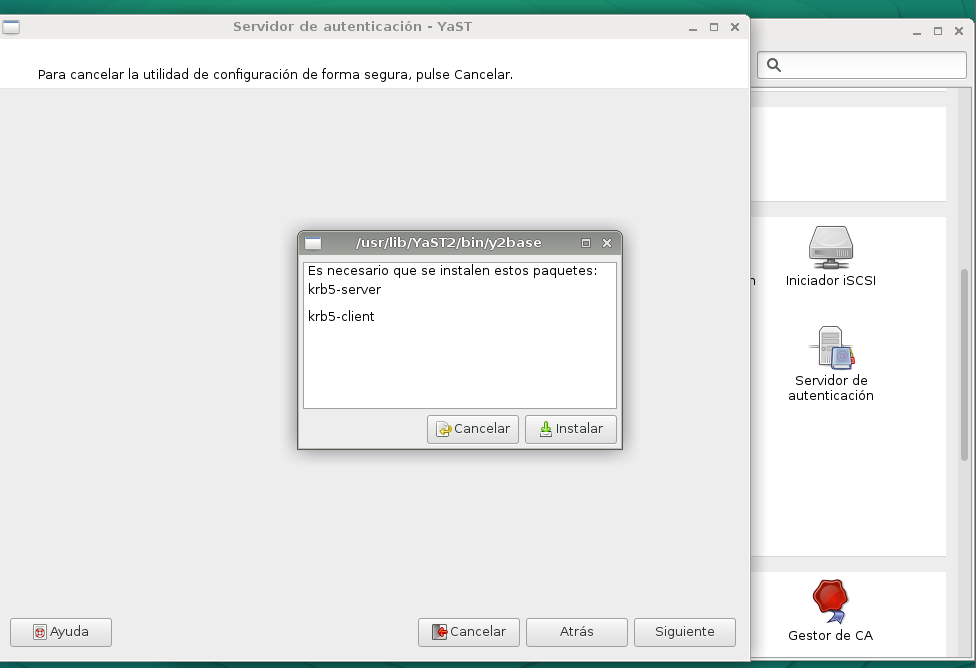 Servidor de autenticación - YaST
Para cancelar la utilidad de configuración de forma segura, pulse Cancelar.
/usr/lib/YaST2/bin/y2base
Es necesario que se instalen estos paquetes:
krb5-server
krb5-client
Cancelar
Instalar
Ayuda
Cancelar
Atrás
Siguiente
Iniciador iSCSI
Servidor de
autenticación
Gestor de CA